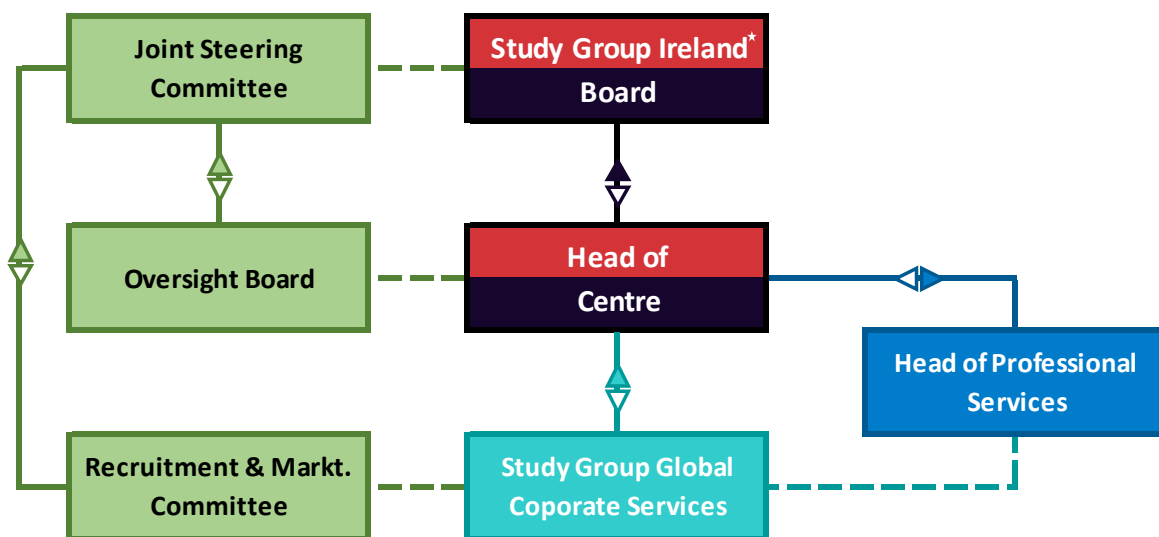 Joint Steering
Committee
Study Group Ireland★
Board
Oversight Board
Head of
Centre
Head of Professional
Services
Recruitment & Markt.
Committee
Study Group Global
Coporate Services